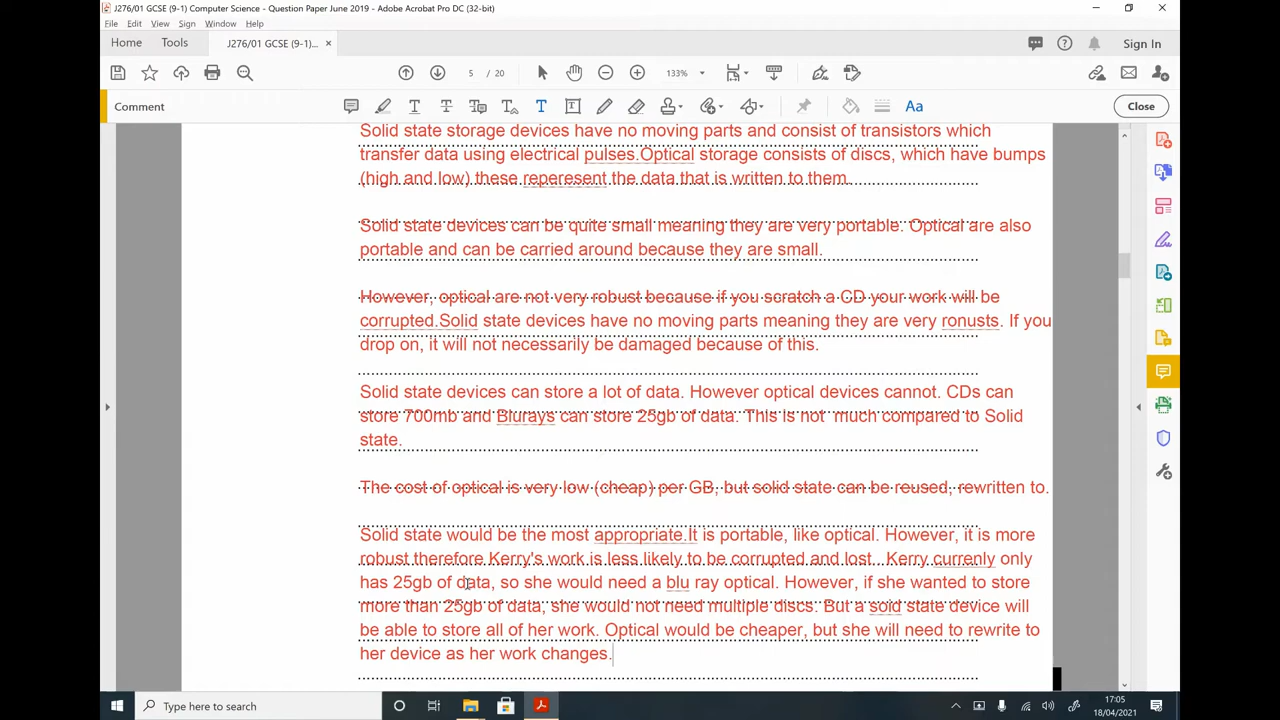 J276/01 GCSE (9-1) Computer Science - Question Paper June 2019 - Adobe Acrobat Pro DC (32-bit)
File Edit View Sign Window Help
Home Tools J276/01 GCSE (9-1)... × Sign In
5 / 20 133%
Comment Aa Close
Solid state storage devices have no moving parts and consist of transistors which
transfer data using electrical pulses.Optical storage consists of discs, which have bumps
(high and low) these reperesent the data that is written to them.
Solid state devices can be quite small meaning they are very portable. Optical are also
portable and can be carried around because they are small.
However, optical are not very robust because if you scratch a CD your work will be
corrupted.Solid state devices have no moving parts meaning they are very ronusts. If you
drop on, it will not necessarily be damaged because of this.
Solid state devices can store a lot of data. However optical devices cannot. CDs can
store 700mb and Blurays can store 25gb of data. This is not much compared to Solid
state.
The cost of optical is very low (cheap) per GB, but solid state can be reused, rewritten to.
Solid state would be the most appropriate.It is portable, like optical. However, it is more
robust therefore Kerry's work is less likely to be corrupted and lost.. Kerry currenly only
has 25gb of data, so she would need a blu ray optical. However, if she wanted to store
more than 25gb of data, she would not need multiple discs. But a soid state device will
be able to store all of her work. Optical would be cheaper, but she will need to rewrite to
her device as her work changes.
Type here to search 17:05
18/04/2021